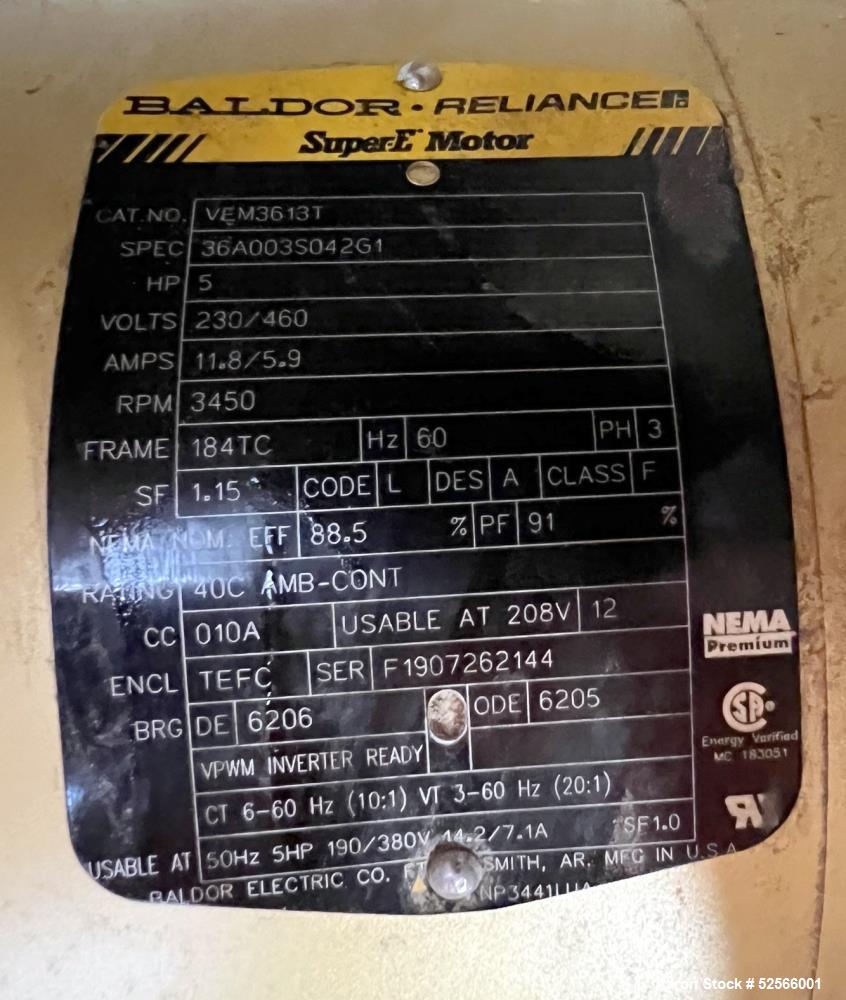 BALDOR • RELIANCE
Super-E Motor
CAT.NO. VEM3613T
SPEC 36A003S042G1
HP 5
VOLTS 230/460
AMPS 11.8/5.9
RPM 3450
FRAME 184TC Hz 60 PH 3
SF 1.15 CODE L DES A CLASS F
NEMA NOM. EFF 88.5 % PF 91 %
RATING 40C AMB-CONT
CC 010A USABLE AT 208V 12
ENCL TEFC SER F1907262144
BRG DE 6206 ODE 6205
VPWM INVERTER READY
CT 6-60 Hz (10:1) VT 3-60 Hz (20:1)
USABLE AT 50Hz 5HP 190/380V 14.2/7.1A SF1.0
BALDOR ELECTRIC CO. SMITH, AR. MFG IN U.S.A.
NEMA
Premium
Energy Verified
MC 183051
Stock # 52566001